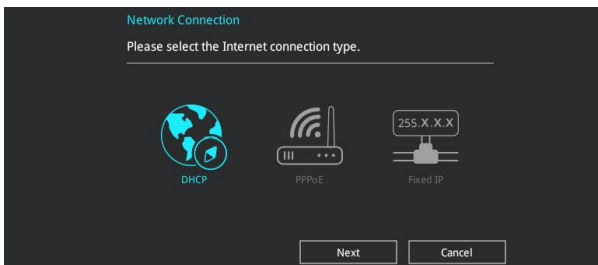 Network Connection
Please select the Internet connection type.
255.X.X.X
DHCP
PPPoE
Fixed IP
Next
Cancel